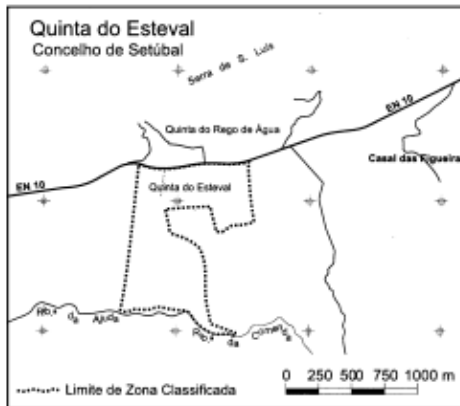 Quinta do Esteval
Concelho de Setúbal
Serra de S. Luís
EN 10
Quinta do Rego de Água
Casal das Figueira
EN 10
Quinta do Esteval
Rib.ª da Ajuda
Rib.ª da Comenda
Limite de Zona Classificada
0 250 500 750 1000 m